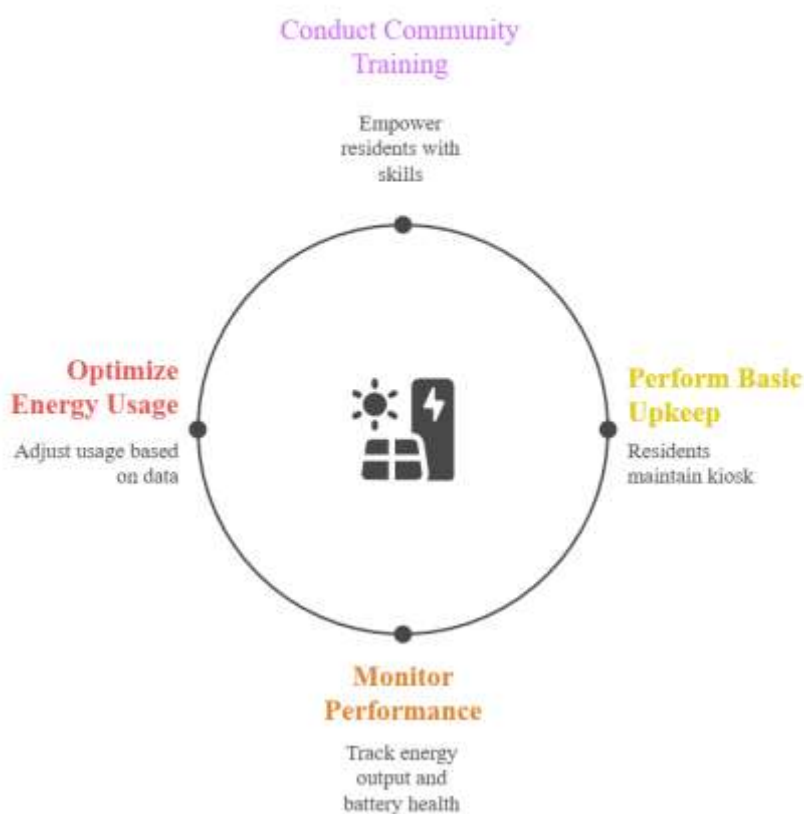 Conduct Community
Training
Empower
residents with
skills
Optimize
Energy Usage
Adjust usage based
on data
Perform Basic
Upkeep
Residents
maintain kiosk
Monitor
Performance
Track energy
output and
battery health